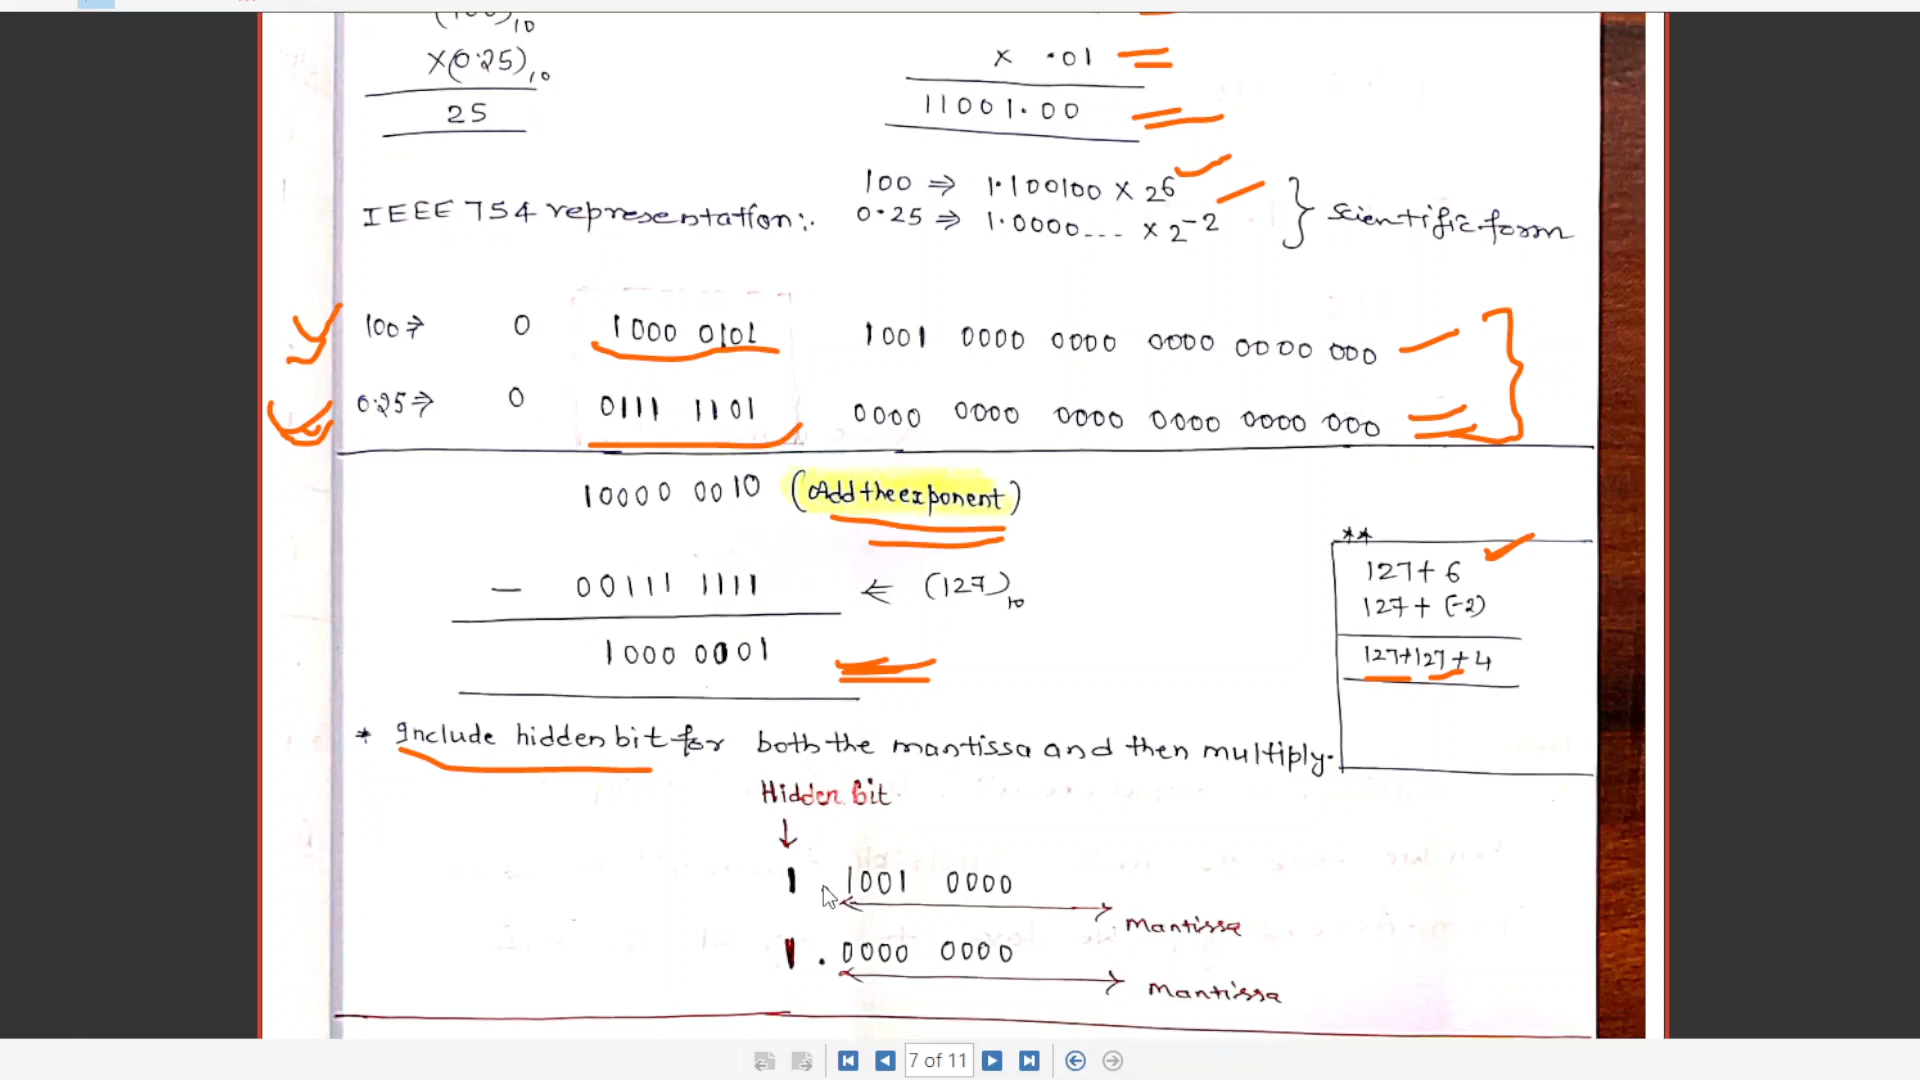 (100)10
X(0.25)10
25
X .01
11001.00
IEEE 754 representation:.
100 ⇒ 1.100100 X 2^6
0.25 ⇒ 1.0000... X 2^-2
} scientific form
100⇒ 0 1000 0101 1001 0000 0000 0000 0000 000
0.25⇒ 0 0111 1101 0000 0000 0000 0000 0000 000
10000 0010 (Add the exponent)
- 00111 1111 ← (127)10
1000 0001
**
127+ 6
127+ (-2)
127+127+4
* Include hidden bit for both the mantissa and then multiply.
Hidden Bit
↓
1 . 1001 0000
Mantissa
1 . 0000 0000
Mantissa
7 of 11